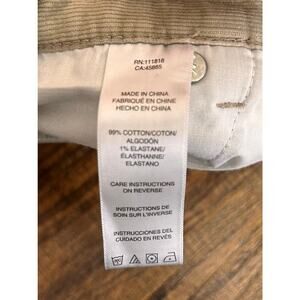 RN:111818
CA:45865
MADE IN CHINA
FABRIQUÉ EN CHINE
HECHO EN CHINA
99% COTTON/COTON/
ALGODÓN
1% ELASTANE/
ÉLASTHANNE/
ELASTANO
CARE INSTRUCTIONS
ON REVERSE
INSTRUCTIONS DE
SOIN SUR L'INVERSE
INSTRUCCIONES DEL
CUIDADO EN REVÉS